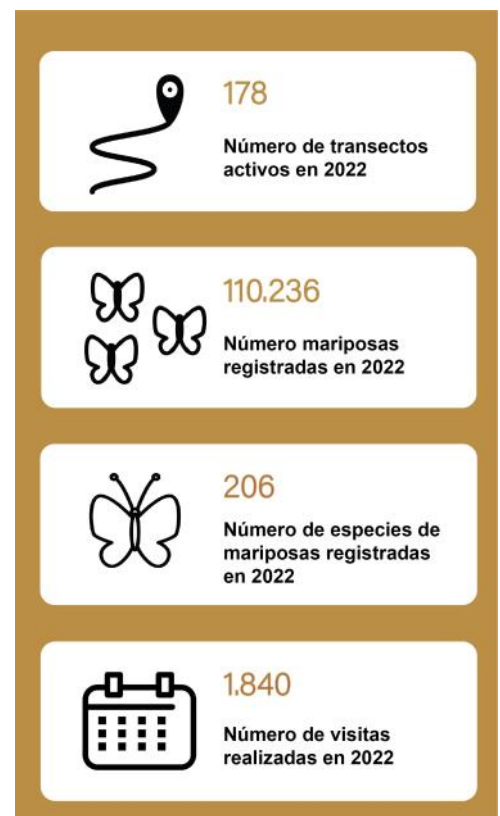 178
Número de transectos
activos en 2022
110.236
Número mariposas
registradas en 2022
206
Número de especies de
mariposas registradas
en 2022
1.840
Número de visitas
realizadas en 2022